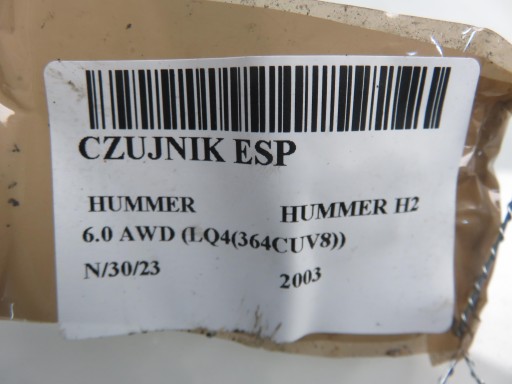 CZUJNIK ESP
HUMMER HUMMER H2
6.0 AWD (LQ4(364CUV8))
N/30/23 2003